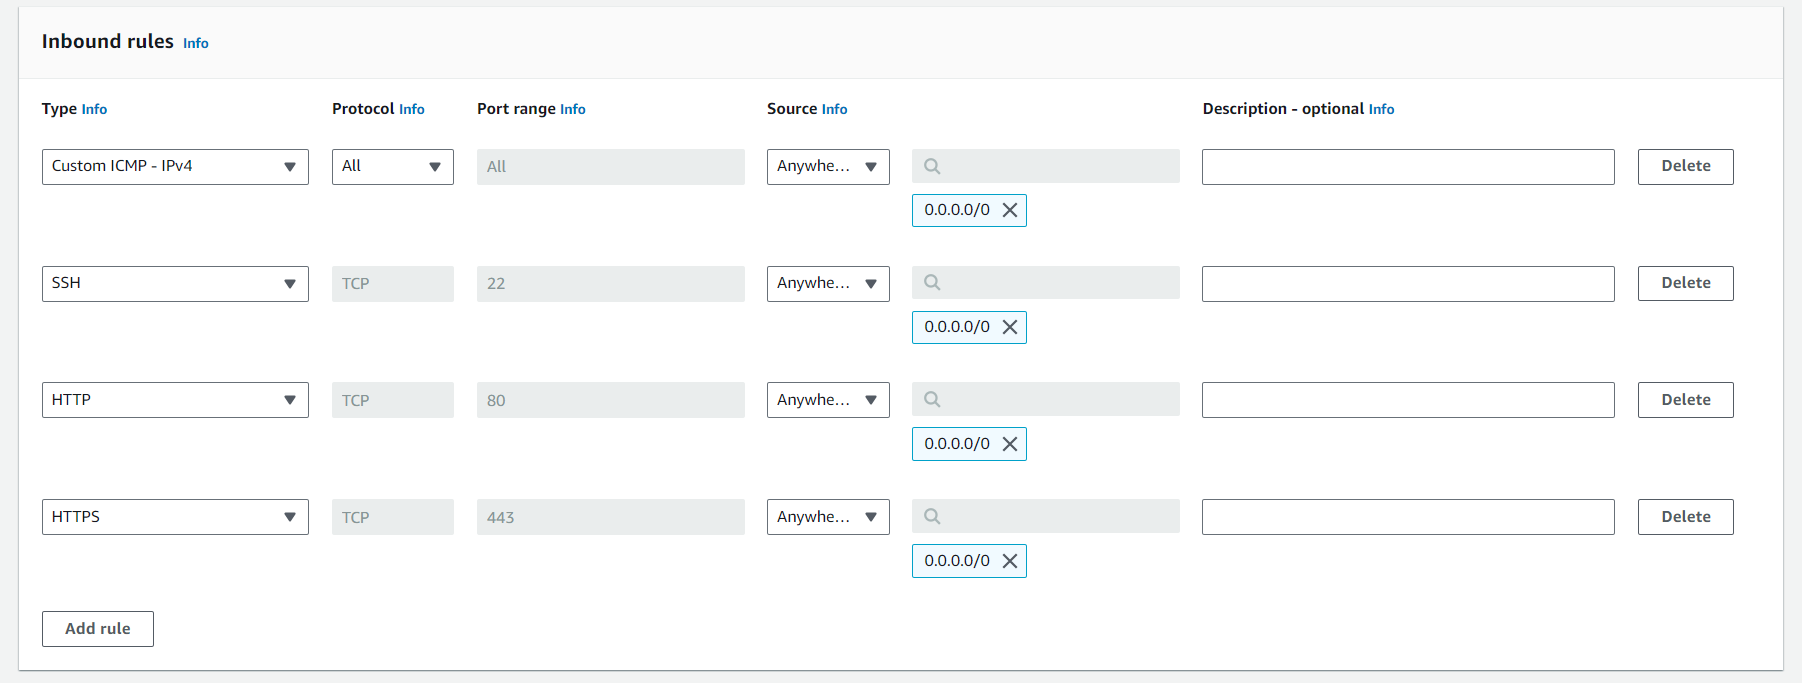 Inbound rules Info
Type Info Protocol Info Port range Info Source Info Description - optional Info
Custom ICMP - IPv4 All All Anywhe... Delete
0.0.0.0/0
SSH TCP 22 Anywhe... Delete
0.0.0.0/0
HTTP TCP 80 Anywhe... Delete
0.0.0.0/0
HTTPS TCP 443 Anywhe... Delete
0.0.0.0/0
Add rule